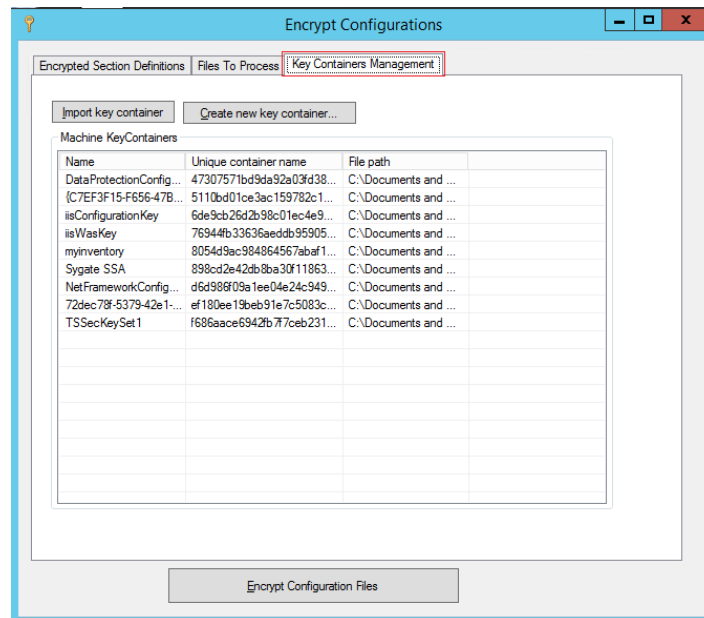 Encrypt Configurations
Encrypted Section Definitions Files To Process Key Containers Management
Import key container Create new key container...
Machine KeyContainers
Name Unique container name File path
DataProtectionConfig... 47307571bd9da92a03fd38... C:\Documents and ...
{C7EF3F15-F656-47B... 5110bd01ce3ac159782c1... C:\Documents and ...
iisConfigurationKey 6de9cb26d2b98c01ec4e9... C:\Documents and ...
iisWasKey 76944fb33636aeddb95905... C:\Documents and ...
myinventory 8054d9ac984864567abaf1... C:\Documents and ...
Sygate SSA 898cd2e42db8ba30f11863... C:\Documents and ...
NetFrameworkConfig... d6d986f09a1ee04e24c949... C:\Documents and ...
72dec78f-5379-42e1-... ef180ee19beb91e7c5083c... C:\Documents and ...
TSSecKeySet1 f686aace6942fb7f7ceb231... C:\Documents and ...
Encrypt Configuration Files